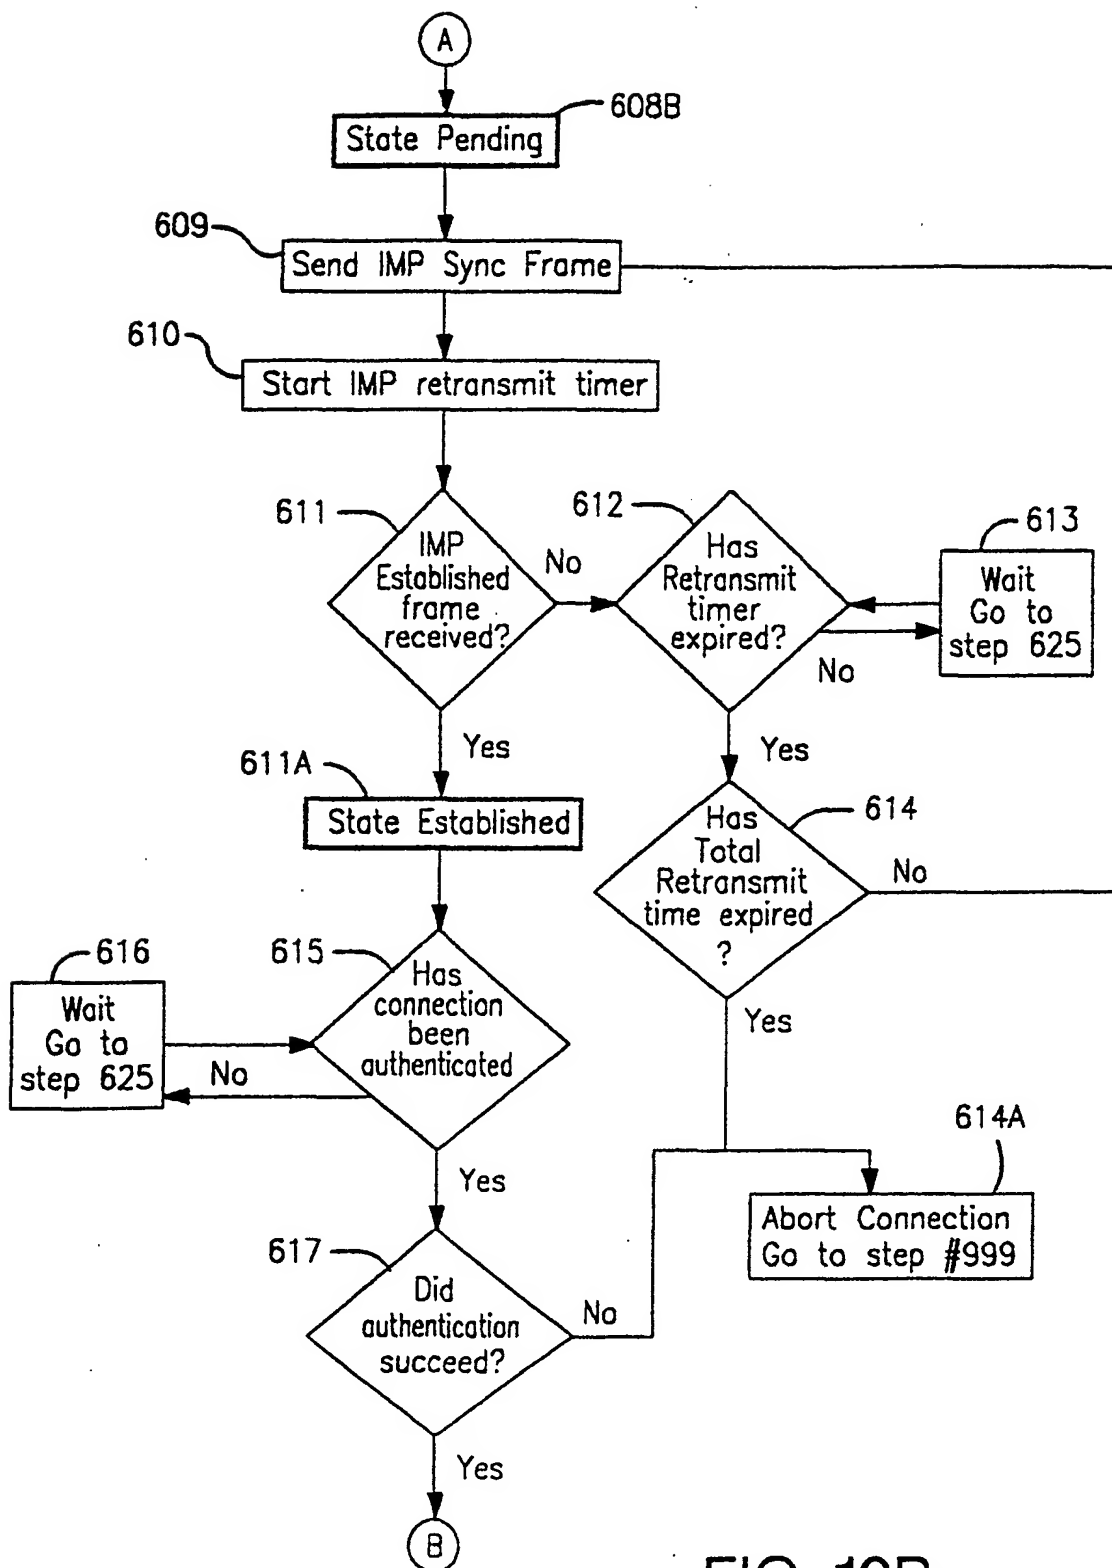 A
608B
State Pending
609
Send IMP Sync Frame
610
Start IMP retransmit timer
611
IMP
Established
frame
received?
No
612
Has
Retransmit
timer
expired?
No
613
Wait
Go to
step 625
Yes
Yes
611A
State Established
614
Has
Total
Retransmit
time expired
?
No
Yes
616
Wait
Go to
step 625
No
615
Has
connection
been
authenticated
Yes
614A
Abort Connection
Go to step #999
617
Did
authentication
succeed?
No
Yes
B